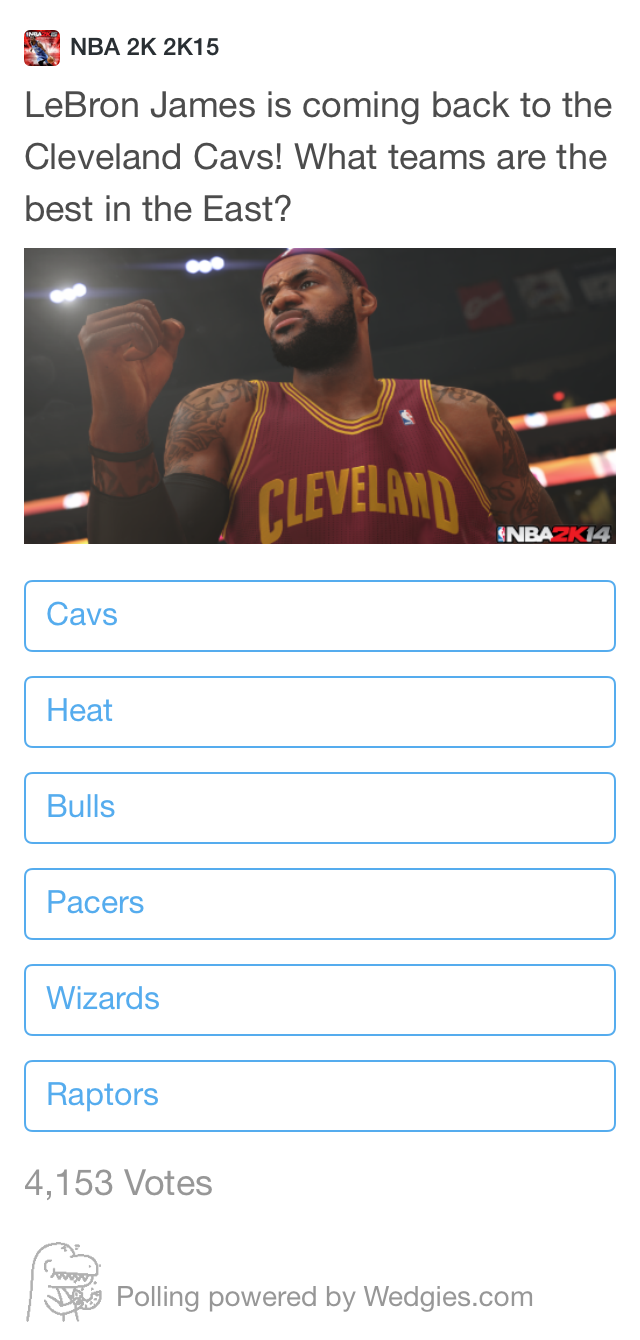 NBA 2K 2K15
LeBron James is coming back to the
Cleveland Cavs! What teams are the
best in the East?
CLEVELAND
NBA2K14
Cavs
Heat
Bulls
Pacers
Wizards
Raptors
4,153 Votes
Polling powered by Wedgies.com